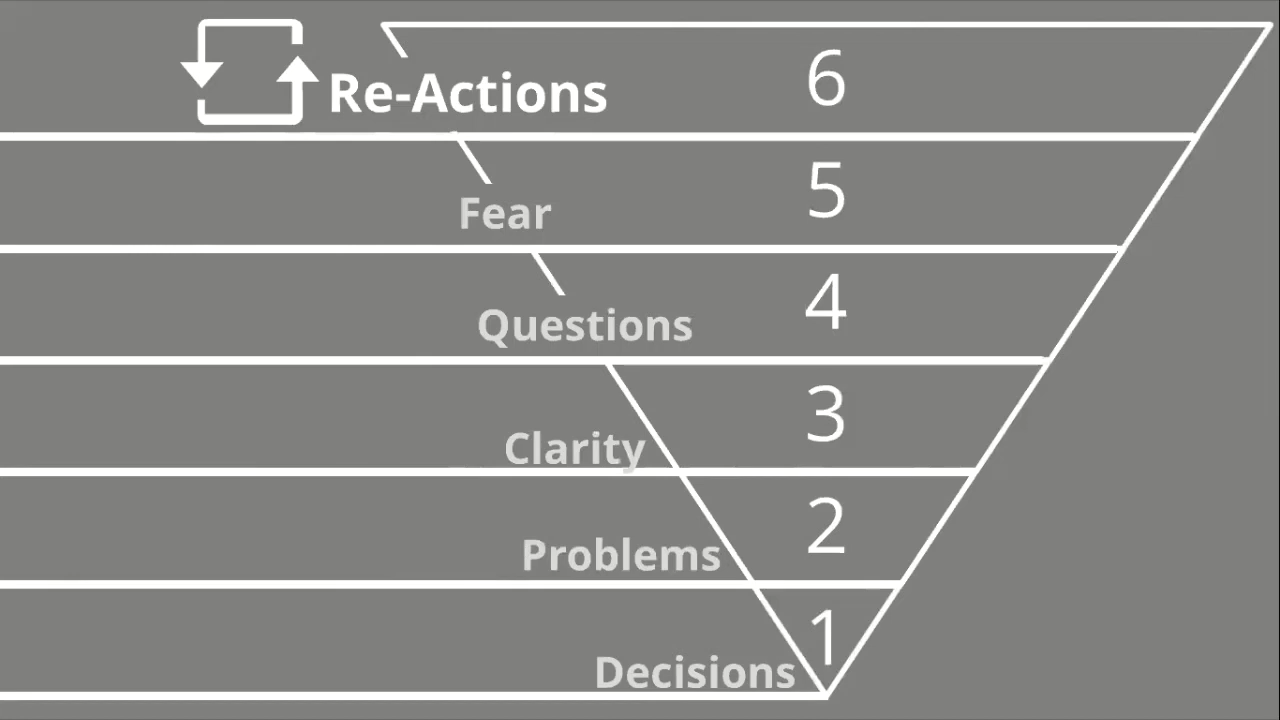 Re-Actions 6
Fear 5
Questions 4
Clarity 3
Problems 2
Decisions 1